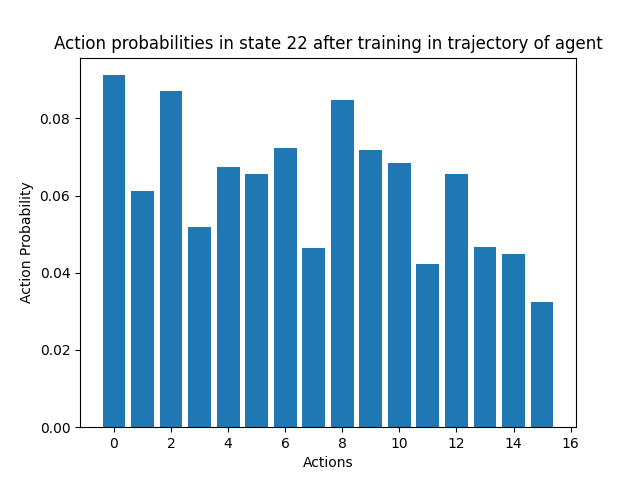 Action probabilities in state 22 after training in trajectory of agent
0.08
0.06
0.04
0.02
0.00
Action Probability
0 2 4 6 8 10 12 14 16
Actions